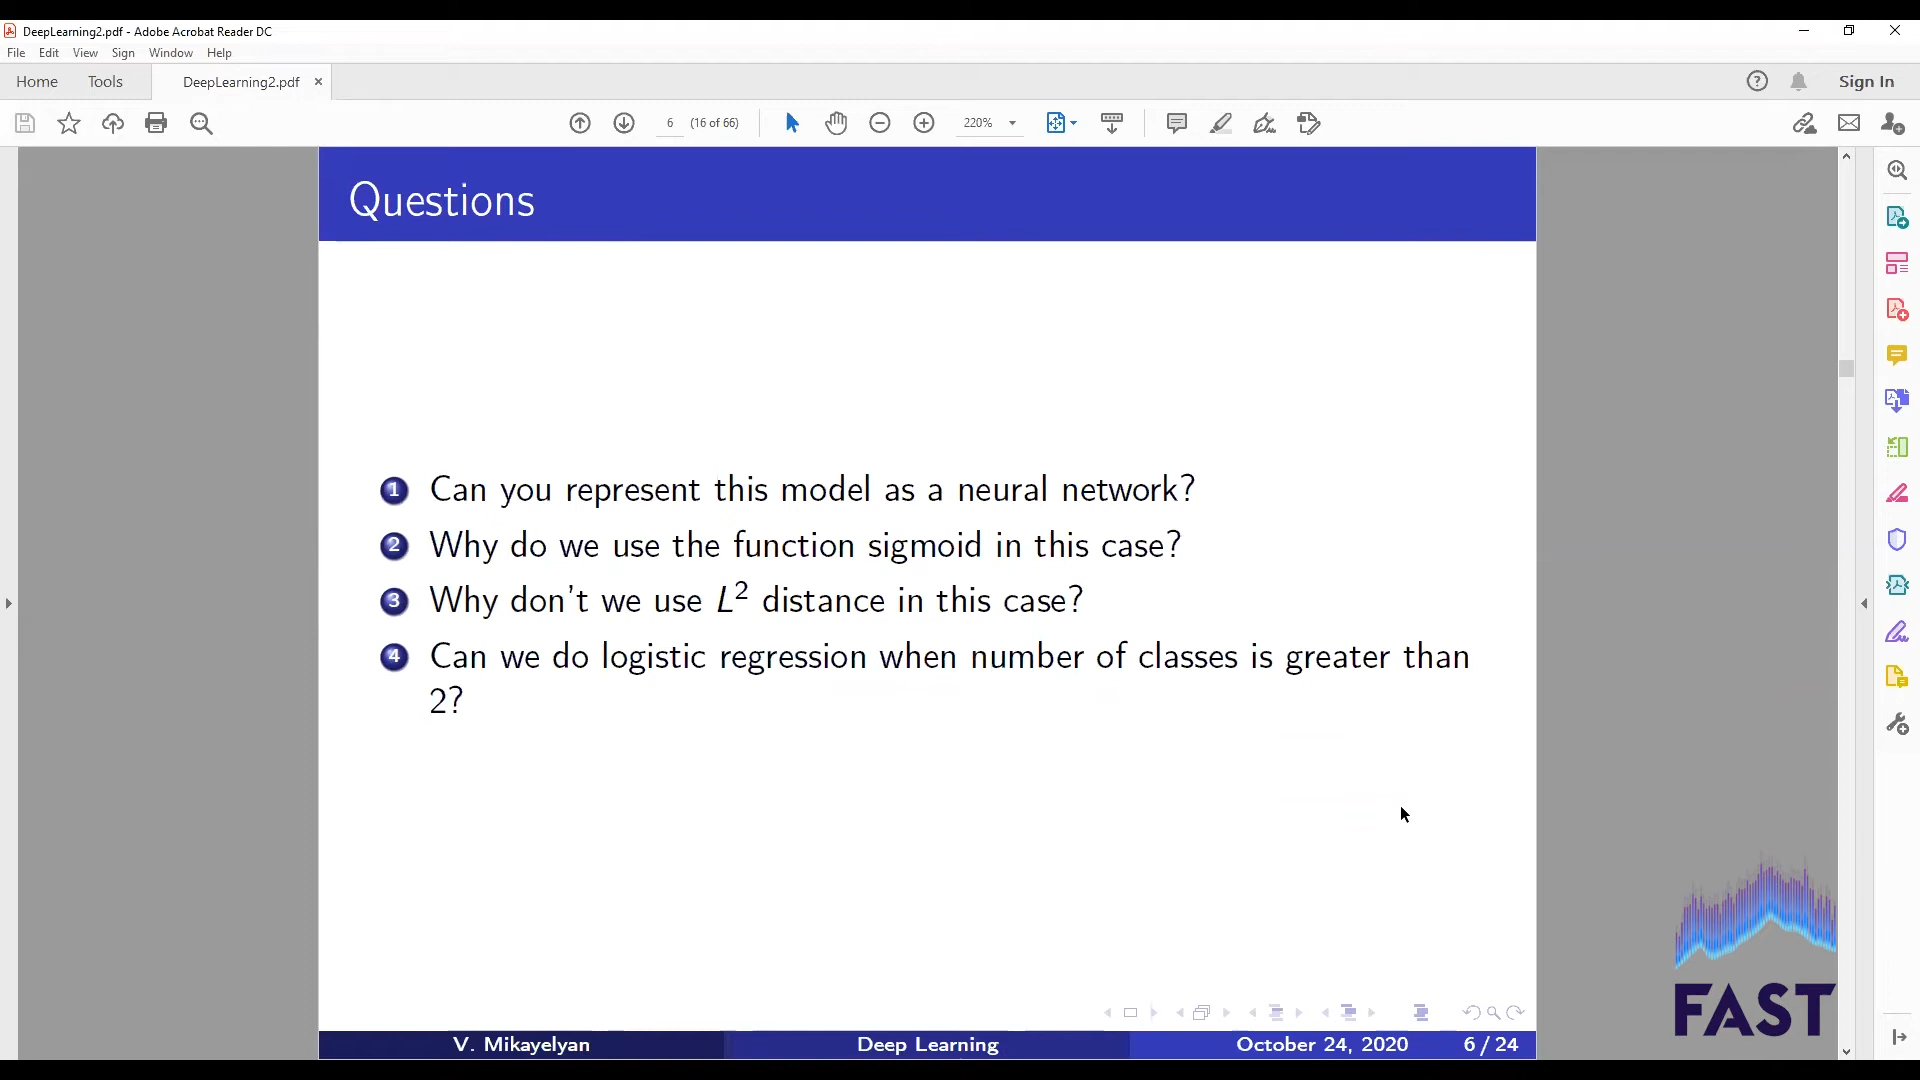 DeepLearning2.pdf - Adobe Acrobat Reader DC
File Edit View Sign Window Help
Home Tools DeepLearning2.pdf × Sign In
6 (16 of 66) 220%
Questions
1 Can you represent this model as a neural network?
2 Why do we use the function sigmoid in this case?
3 Why don't we use L² distance in this case?
4 Can we do logistic regression when number of classes is greater than
2?
FAST
V. Mikayelyan Deep Learning October 24, 2020 6 / 24